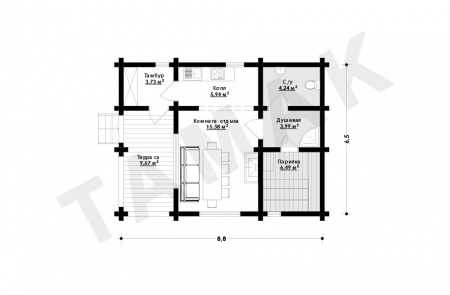 Тамбур
3.73 м²
Холл
5.94 м²
С/у
4.24 м²
Комната отдыха
15.38 м²
Душевая
3.99 м²
Терраса
9.67 м²
Парилка
6.49 м²
6,5
8,8
TAMAK